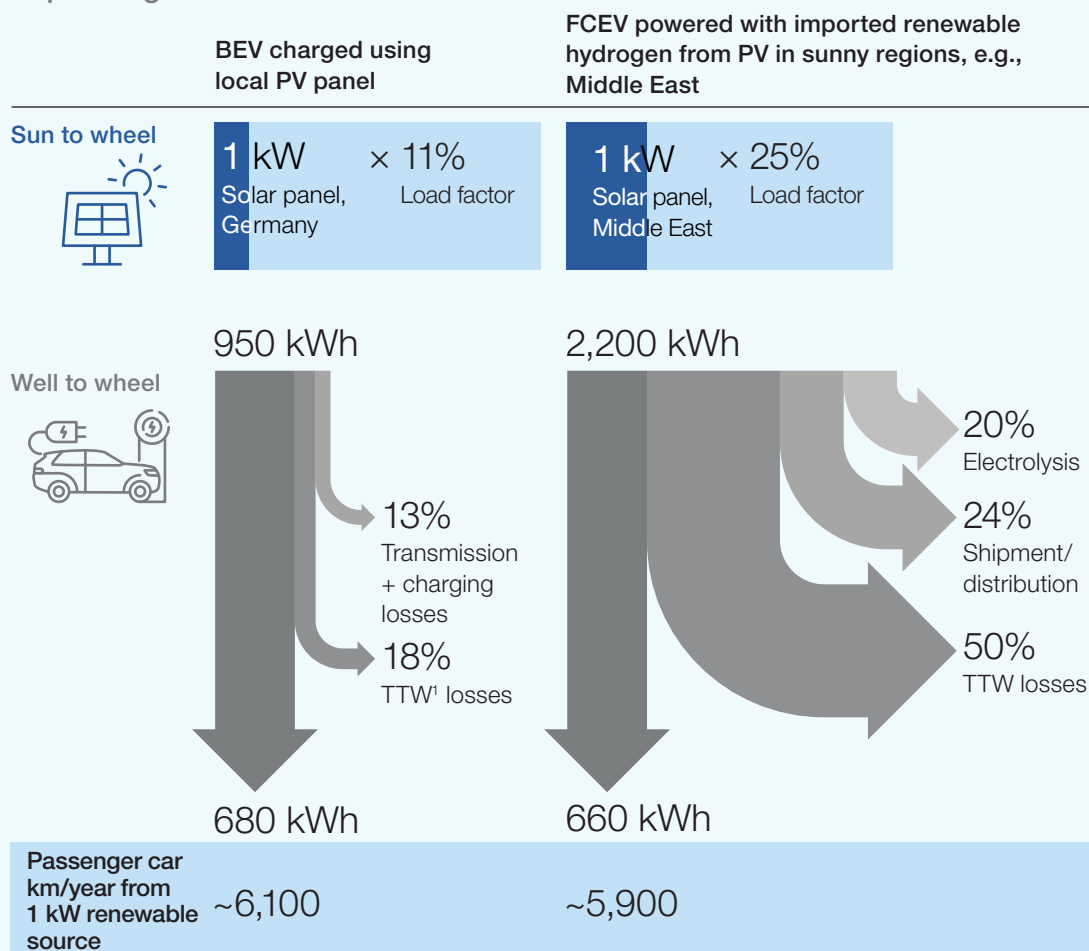 BEV charged using
local PV panel
FCEV powered with imported renewable
hydrogen from PV in sunny regions, e.g.,
Middle East
Sun to wheel
1 kW
× 11%
Solar panel,
Germany
Load factor
1 kW
× 25%
Solar panel,
Middle East
Load factor
950 kWh
2,200 kWh
Well to wheel
13%
Transmission
+ charging
losses
18%
TTW¹ losses
20%
Electrolysis
24%
Shipment/
distribution
50%
TTW losses
680 kWh
660 kWh
Passenger car
km/year from
1 kW renewable
source
~6,100
~5,900